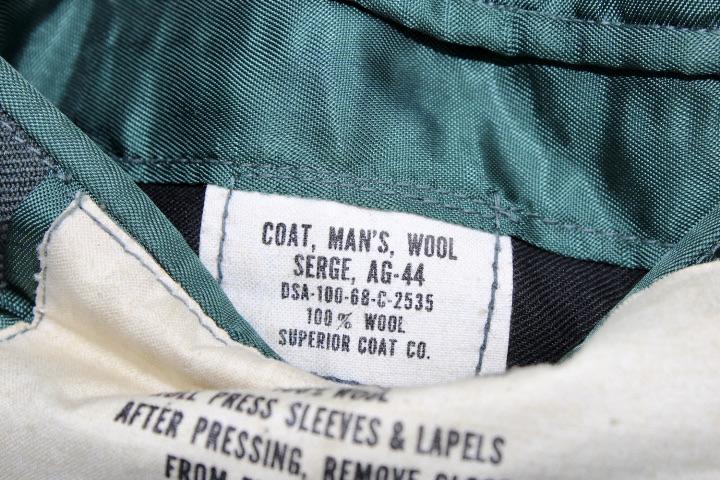 COAT, MAN'S, WOOL
SERGE, AG-44
DSA-100-68-C-2535
100% WOOL
SUPERIOR COAT CO.
WOOL
PRESS SLEEVES & LAPELS
AFTER PRESSING, REMOVE
FROM